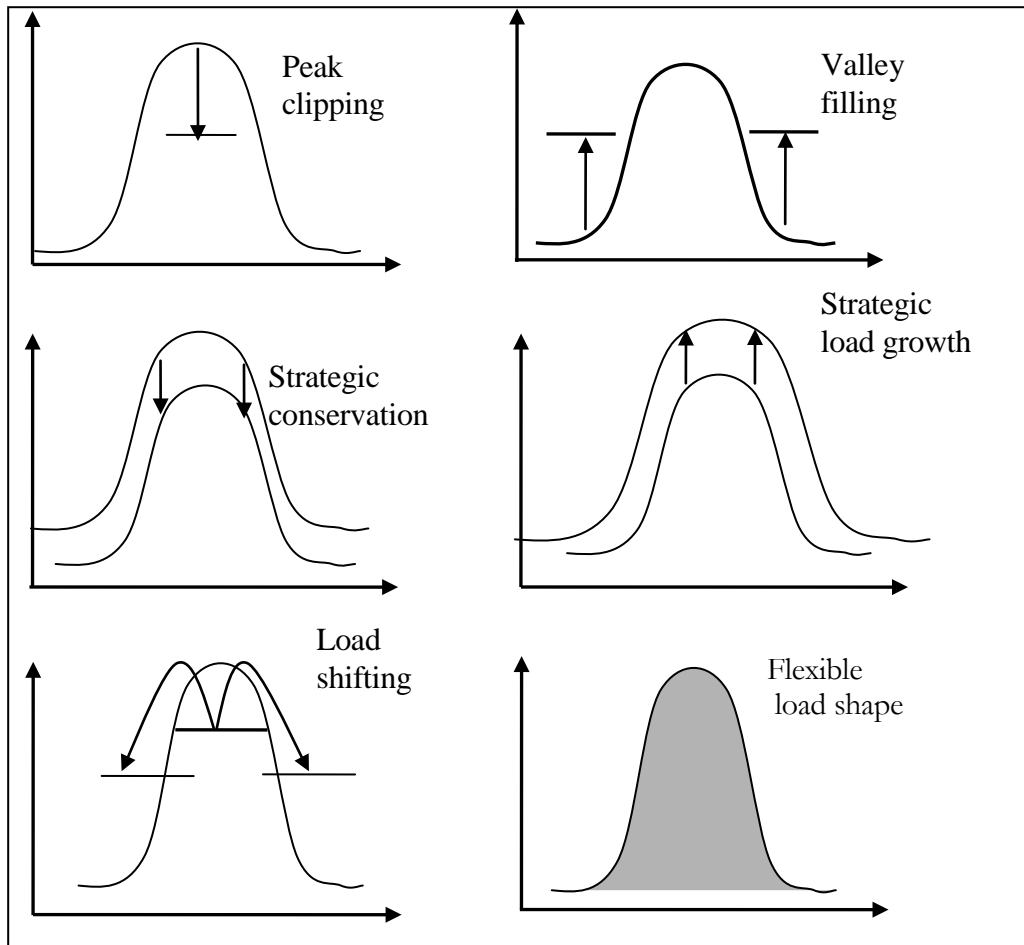 Peak
clipping
Valley
filling
Strategic
conservation
Strategic
load growth
Load
shifting
Flexible
load shape